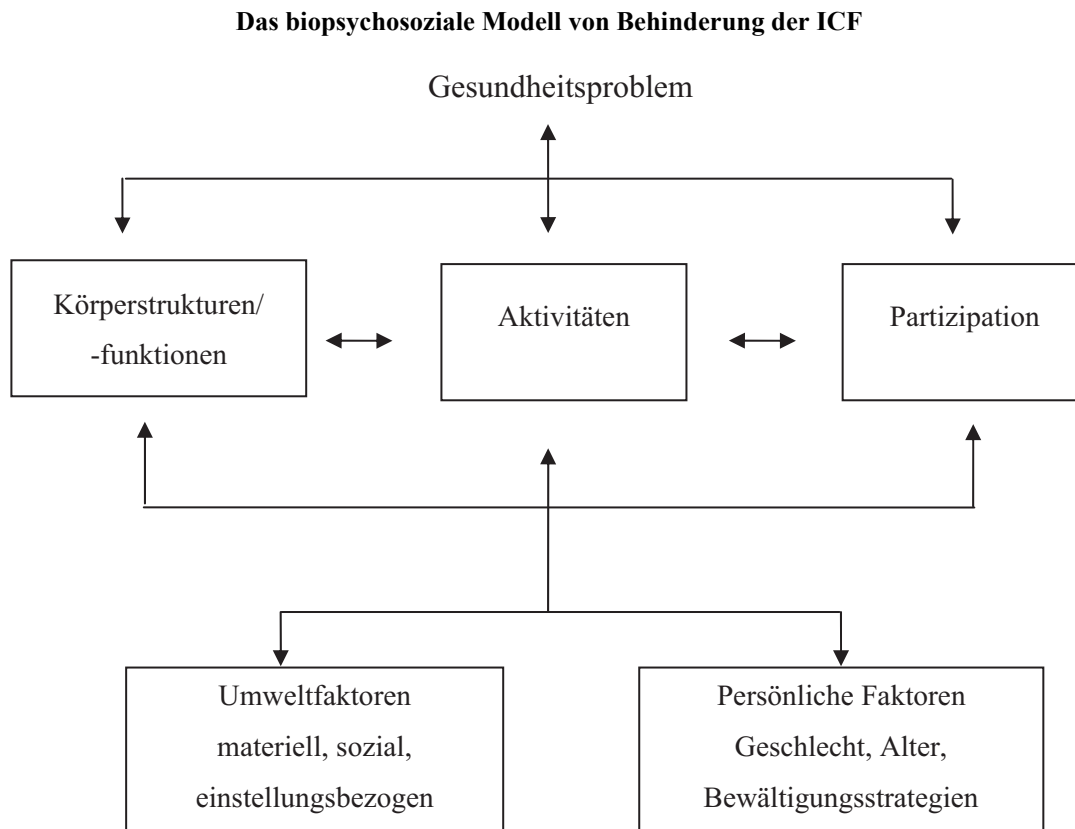 Das biopsychosoziale Modell von Behinderung der ICF
Gesundheitsproblem
Körperstrukturen/
-funktionen
Aktivitäten
Partizipation
Umweltfaktoren
materiell, sozial,
einstellungsbezogen
Persönliche Faktoren
Geschlecht, Alter,
Bewältigungsstrategien